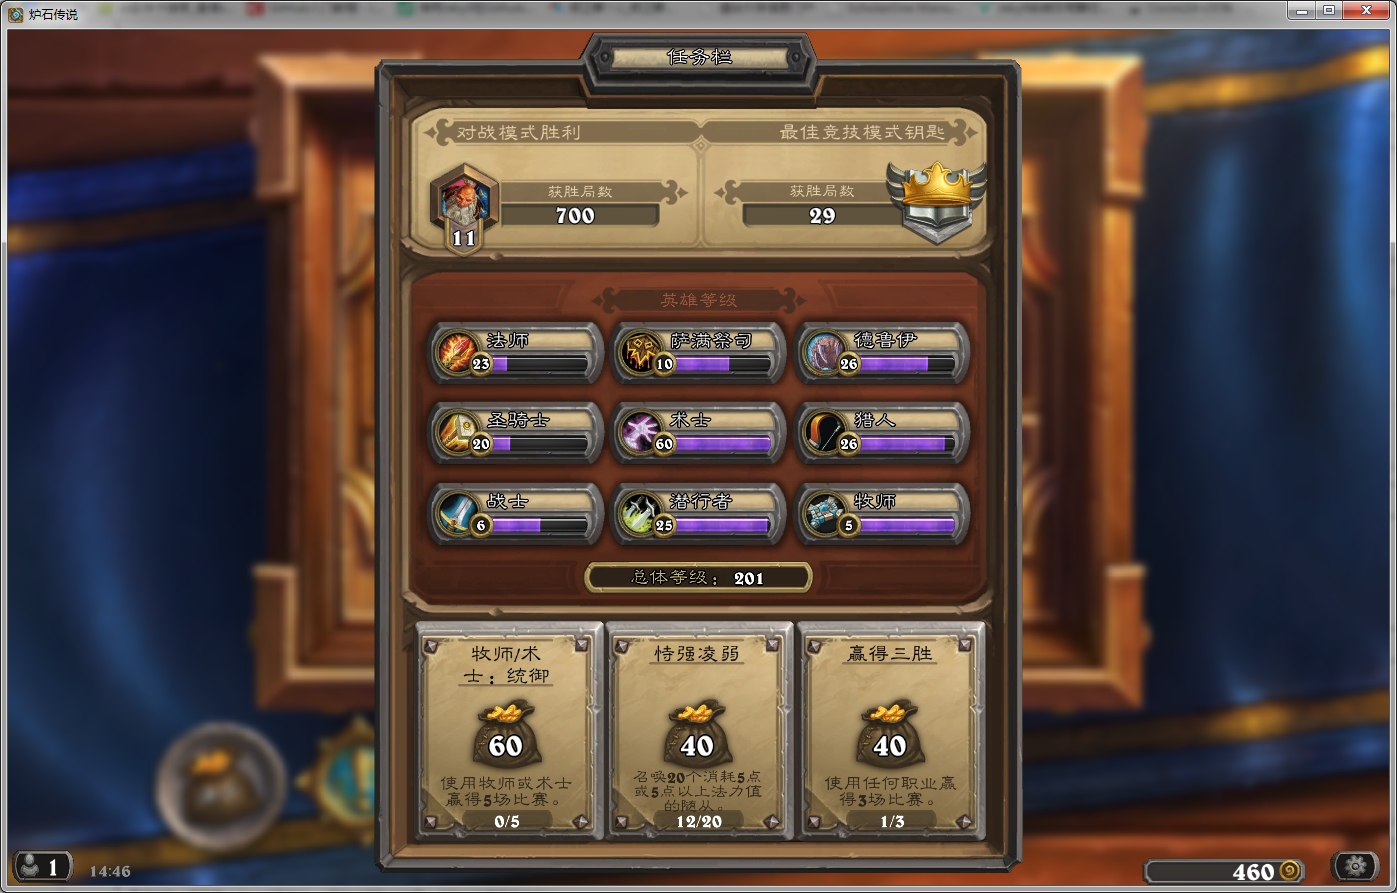 炉石传说
任务栏
对战模式胜利
最佳竞技模式钥匙
获胜局数
700
11
获胜局数
29
英雄等级
法师
23
萨满祭司
10
德鲁伊
26
圣骑士
20
术士
60
猎人
26
战士
6
潜行者
25
牧师
5
总体等级：201
牧师/术
士：统御
60
使用牧师或术士
赢得5场比赛。
0/5
恃强凌弱
40
召唤20个消耗5点
或5点以上法力值
的随从。
12/20
赢得三胜
40
使用任何职业赢
得3场比赛。
1/3
1
14:46
460